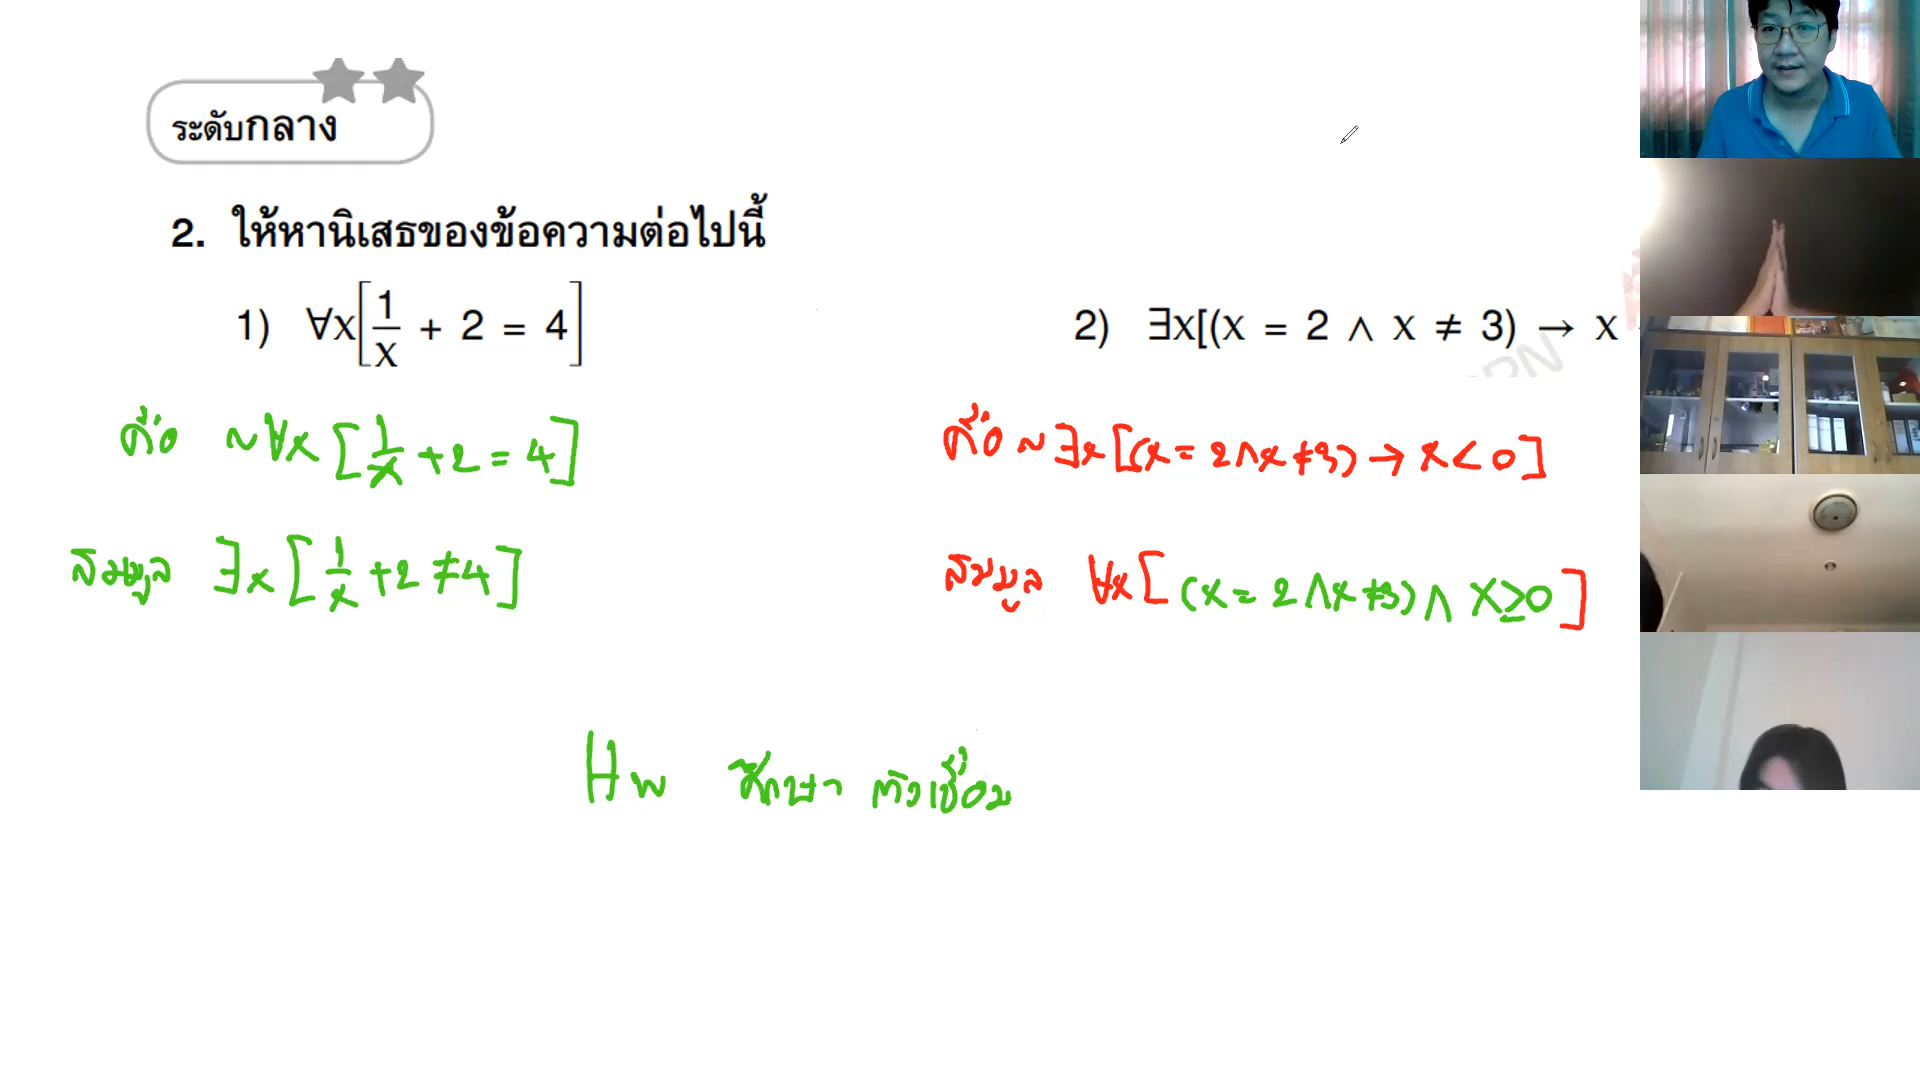 ระดับกลาง
2. ให้หานิเสธของข้อความต่อไปนี้
1) ∀x[1/x + 2 = 4]
2) ∃x[(x = 2 ∧ x ≠ 3) → x
คือ ~∀x [1/x + 2 = 4]
คือ ~∃x[(x = 2 ∧ x ≠ 3) → x < 0]
สมมูล ∃x [1/x + 2 ≠ 4]
สมมูล ∀x [(x = 2 ∧ x ≠ 3) ∧ x ≥ 0]
Hw ศึกษา ตัวเชื่อม